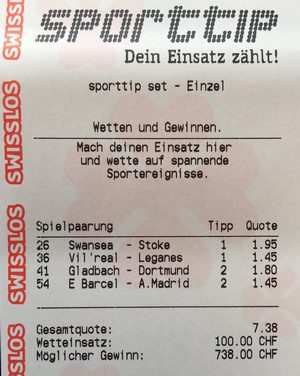 sporttip
Dein Einsatz zählt!
sporttip set - Einzel
Wetten und Gewinnen.
Mach deinen Einsatz hier
und wette auf spannende
Sportereignisse.
Spielpaarung Tipp Quote
26 Swansea - Stoke 1 1.95
36 Vil'real - Leganes 1 1.45
41 Gladbach - Dortmund 2 1.80
54 E Barcel - A.Madrid 2 1.45
Gesamtquote: 7.38
Wetteinsatz: 100.00 CHF
Möglicher Gewinn: 738.00 CHF
SWISSLOS
SWISSLOS
SWISSLOS
SWISSLOS